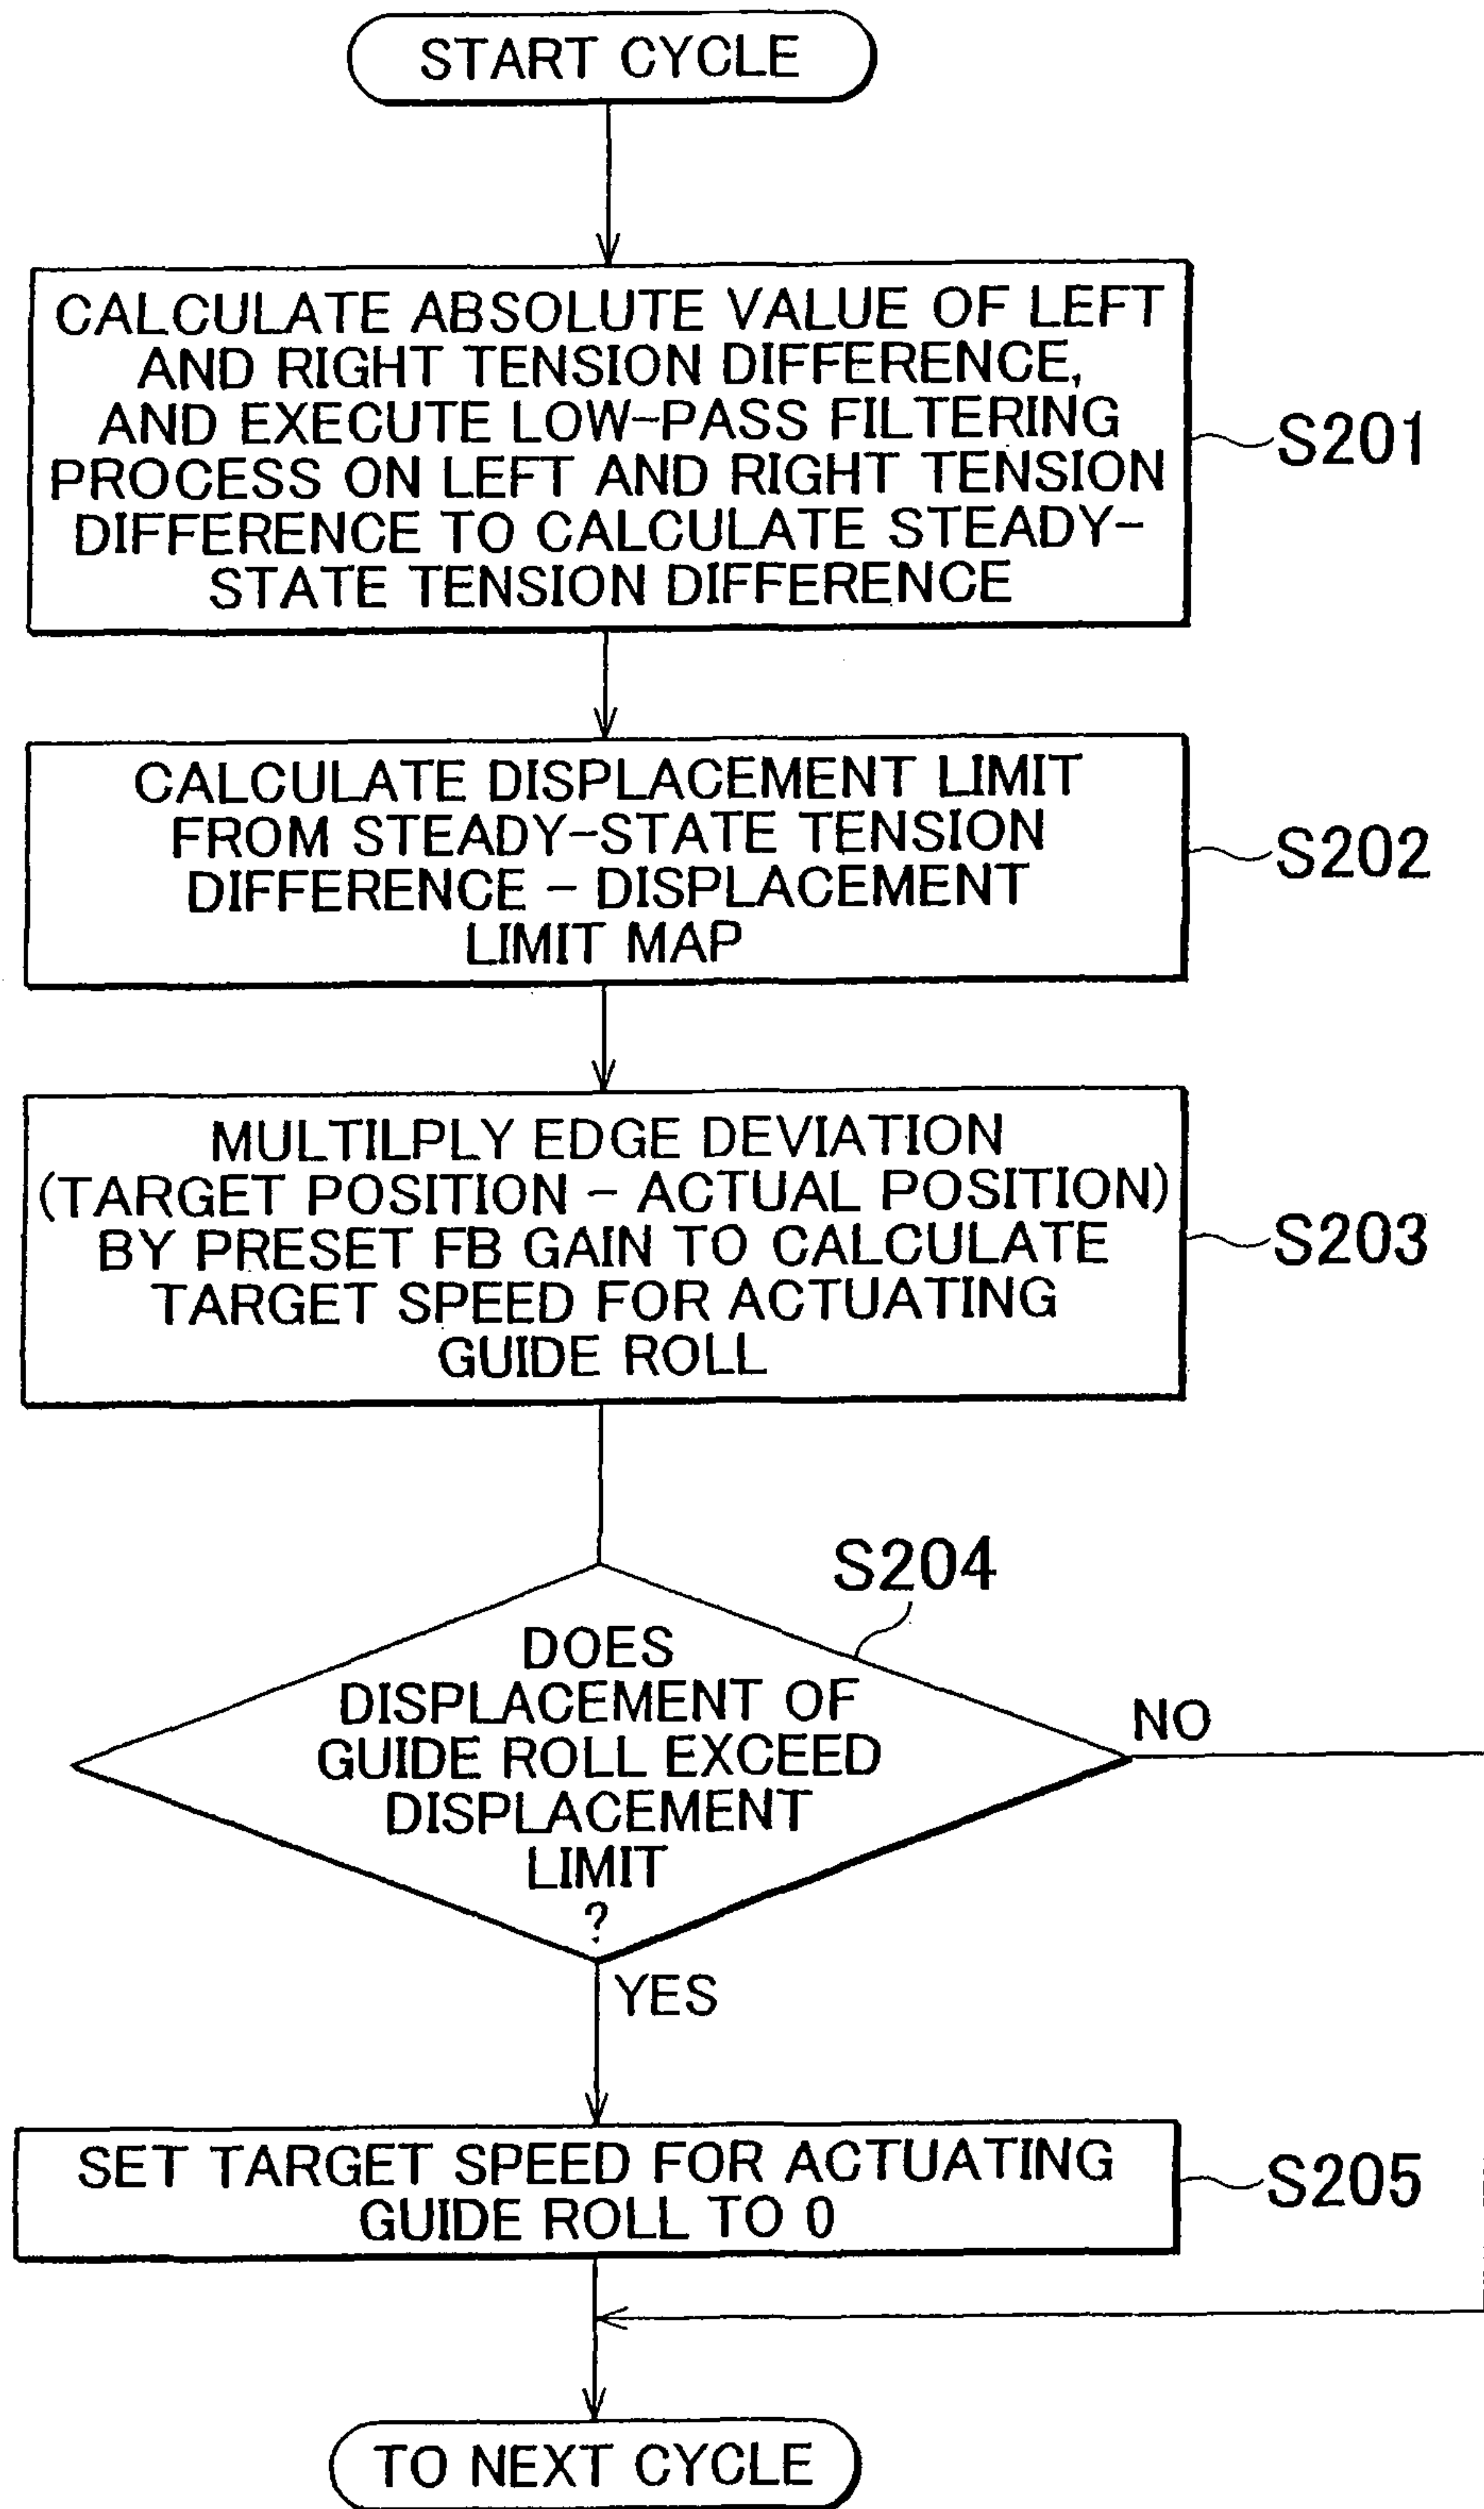 START CYCLE
CALCULATE ABSOLUTE VALUE OF LEFT
AND RIGHT TENSION DIFFERENCE,
AND EXECUTE LOW-PASS FILTERING
PROCESS ON LEFT AND RIGHT TENSION
DIFFERENCE TO CALCULATE STEADY-
STATE TENSION DIFFERENCE
S201
CALCULATE DISPLACEMENT LIMIT
FROM STEADY-STATE TENSION
DIFFERENCE - DISPLACEMENT
LIMIT MAP
S202
MULTILPLY EDGE DEVIATION
(TARGET POSITION - ACTUAL POSITION)
BY PRESET FB GAIN TO CALCULATE
TARGET SPEED FOR ACTUATING
GUIDE ROLL
S203
S204
DOES
DISPLACEMENT OF
GUIDE ROLL EXCEED
DISPLACEMENT
LIMIT
?
NO
YES
SET TARGET SPEED FOR ACTUATING
GUIDE ROLL TO 0
S205
TO NEXT CYCLE